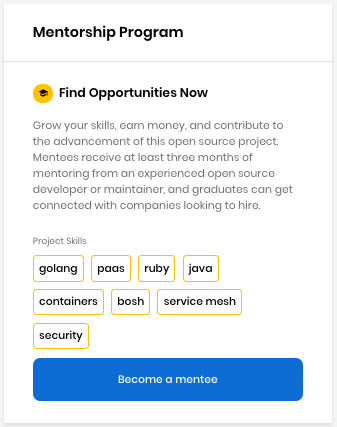 Mentorship Program
Find Opportunities Now
Grow your skills, earn money, and contribute to
the advancement of this open source project.
Mentees receive at least three months of
mentoring from an experienced open source
developer or maintainer, and graduates can get
connected with companies looking to hire.
Project Skills
golang paas ruby java
containers bosh service mesh
security
Become a mentee